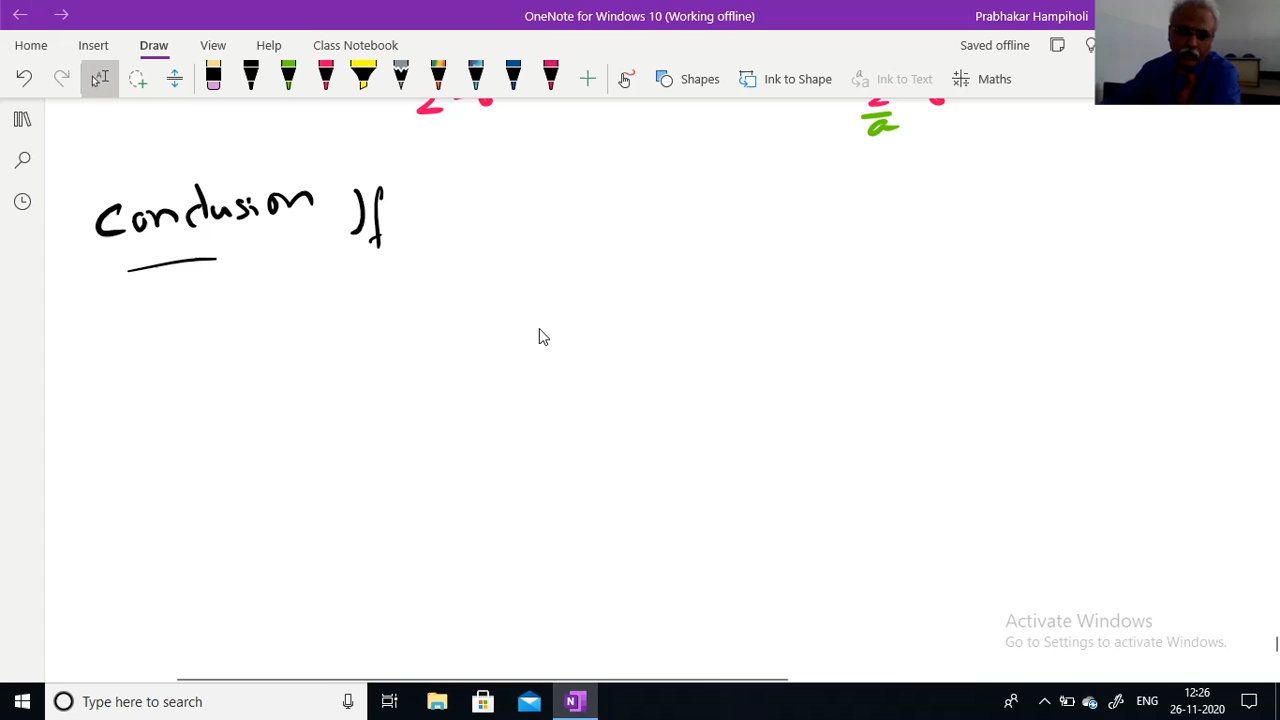 OneNote for Windows 10 (Working offline)
Prabhakar Hampiholi
Home Insert Draw View Help Class Notebook Saved offline
Shapes Ink to Shape Ink to Text Maths
a
Conclusion If
Activate Windows
Go to Settings to activate Windows.
Type here to search
N
ENG
12:26
26-11-2020